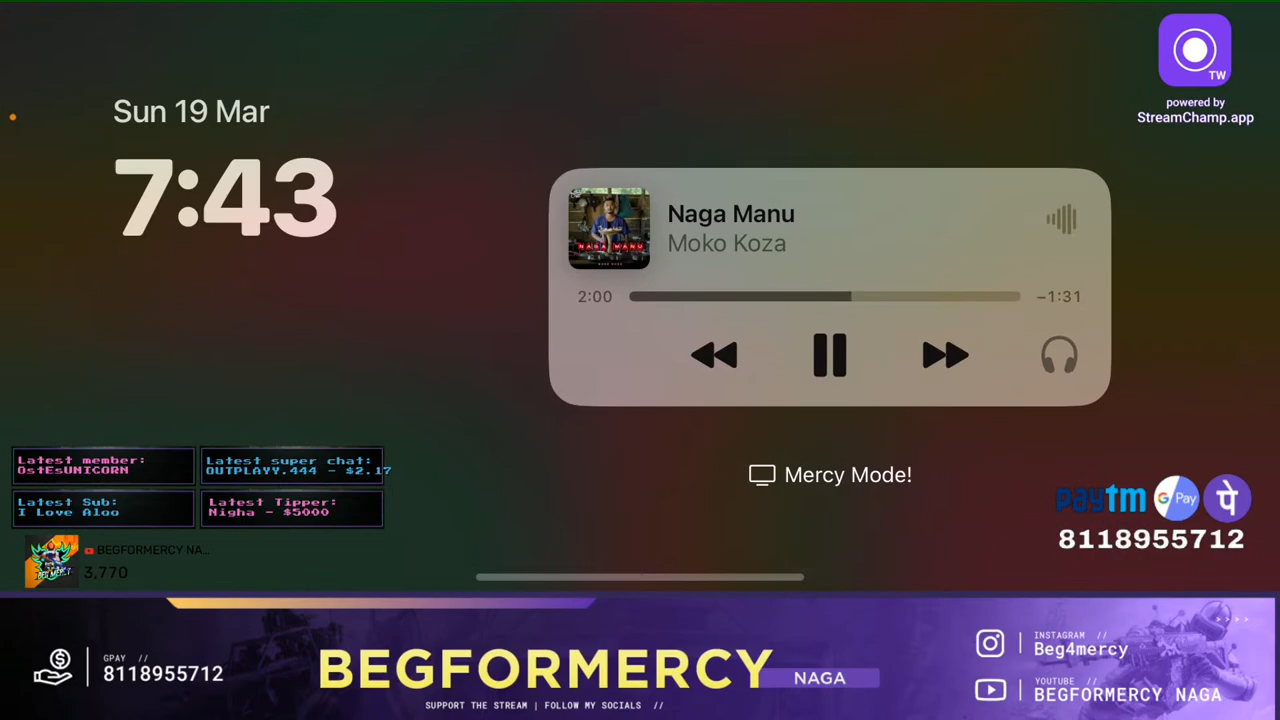 TW
powered by
StreamChamp.app
Sun 19 Mar
7:43
NAGA MANU
Naga Manu
Moko Koza
2:00
−1:31
Latest member:
OstEsUNICORN
Latest super chat:
OUTPLAYY.444 - $2.17
Latest Sub:
I Love Aloo
Latest Tipper:
Nigha - $5000
Mercy Mode!
paytm
G Pay
पे
8118955712
BEGFORMERCY NA...
3,770
GPAY //
8118955712
BEGFORMERCY
NAGA
SUPPORT THE STREAM | FOLLOW MY SOCIALS //
> > > >
INSTAGRAM //
Beg4mercy
YOUTUBE //
BEGFORMERCY NAGA